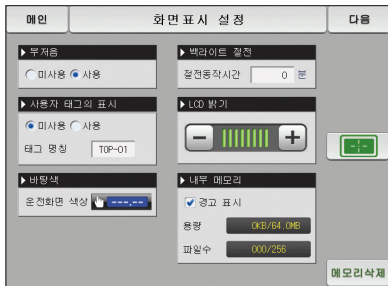 메인
화면표시 설정
다음
▶ 부저음
미사용 사용
▶ 사용자 태그의 표시
미사용 사용
태그 명칭 TOP-01
▶ 바탕색
운전화면 색상 ---,--
▶ 백라이트 절전
절전동작시간 0 분
▶ LCD 밝기
▶ 내부 메모리
경고 표시
용량 0KB/64.0MB
파일수 000/256
메모리삭제